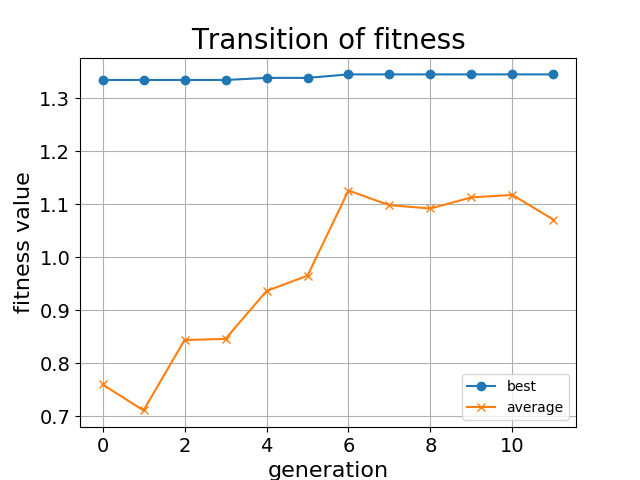 Transition of fitness
fitness value
1.3
1.2
1.1
1.0
0.9
0.8
0.7
0 2 4 6 8 10
generation
best
average